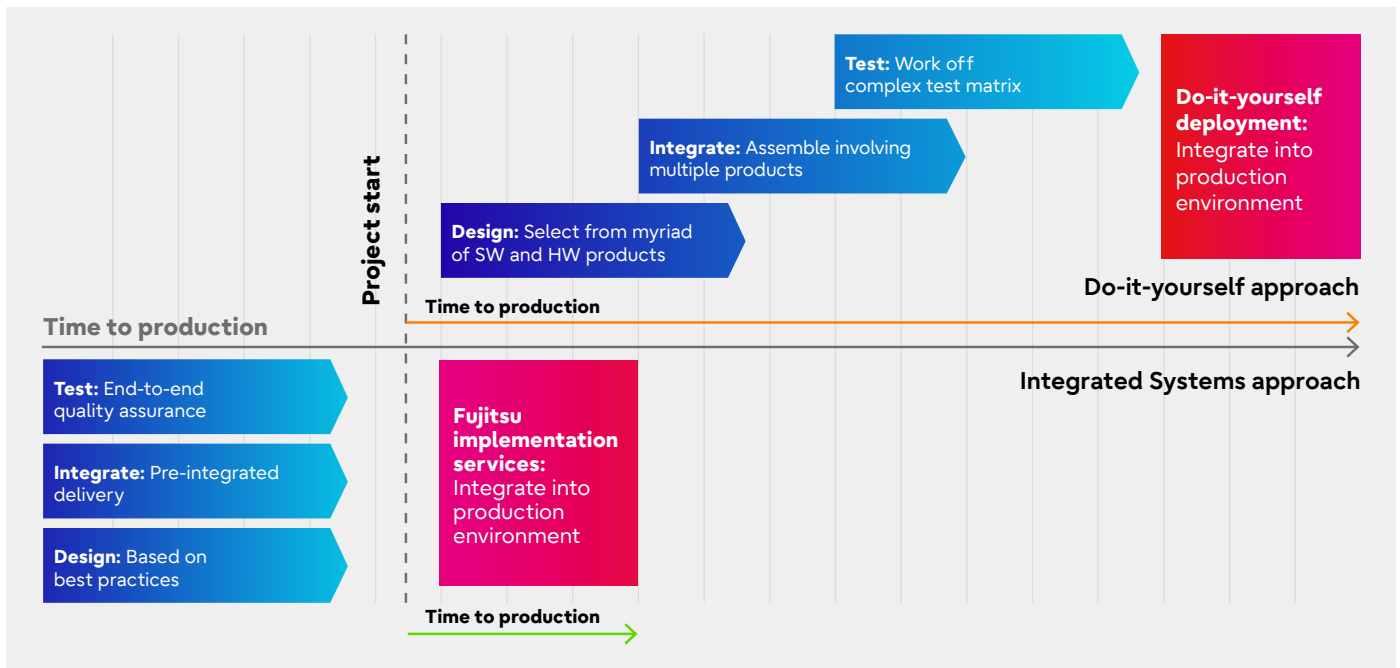 Test: Work off
complex test matrix
Do-it-yourself
deployment:
Integrate into
production
environment
Integrate: Assemble involving
multiple products
Project start
Design: Select from myriad
of SW and HW products
Do-it-yourself approach
Time to production
Time to production
Integrated Systems approach
Test: End-to-end
quality assurance
Fujitsu
implementation
services:
Integrate into
production
environment
Integrate: Pre-integrated
delivery
Design: Based on
best practices
Time to production